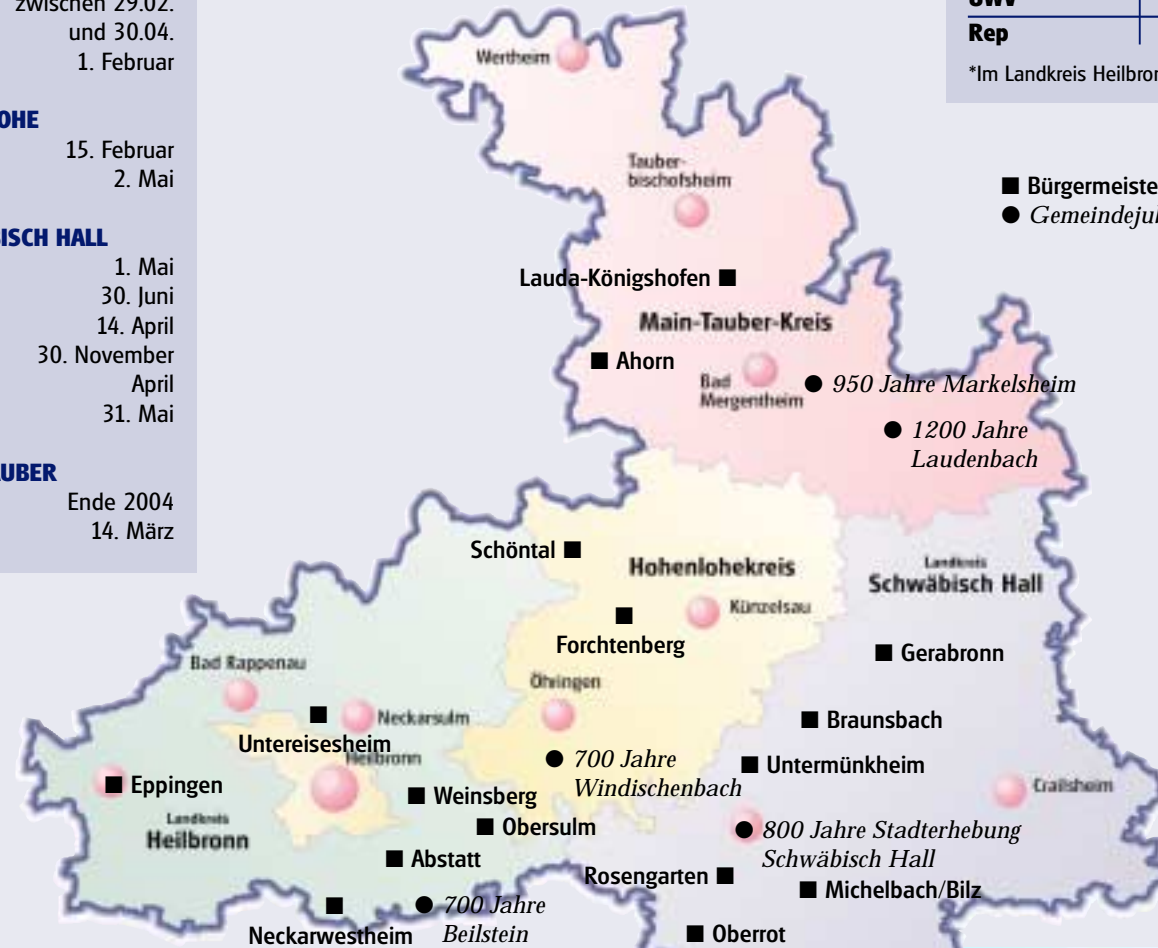 zwischen 29.02.
und 30.04.
1. Februar
OHE
15. Februar
2. Mai
BISCH HALL
1. Mai
30. Juni
14. April
30. November
April
31. Mai
UBER
Ende 2004
14. März
Rep
*Im Landkreis Heilbron
■ Bürgermeiste
● Gemeindejul
Wertheim
Tauber-
bischofsheim
Lauda-Königshofen
Main-Tauber-Kreis
Ahorn
Bad
Mergentheim
950 Jahre Markelsheim
1200 Jahre
Laudenbach
Schöntal
Hohenlohekreis
Landkreis
Schwäbisch Hall
Künzelsau
Forchtenberg
Gerabronn
Bad Rappenau
Öhringen
Neckarsulm
Braunsbach
Untereisesheim
Heilbronn
700 Jahre
Windischenbach
Untermünkheim
Eppingen
Weinsberg
Crailsheim
Landkreis
Heilbronn
Obersulm
800 Jahre Stadterhebung
Schwäbisch Hall
Abstatt
Rosengarten
Michelbach/Bilz
700 Jahre
Beilstein
Neckarwestheim
Oberrot